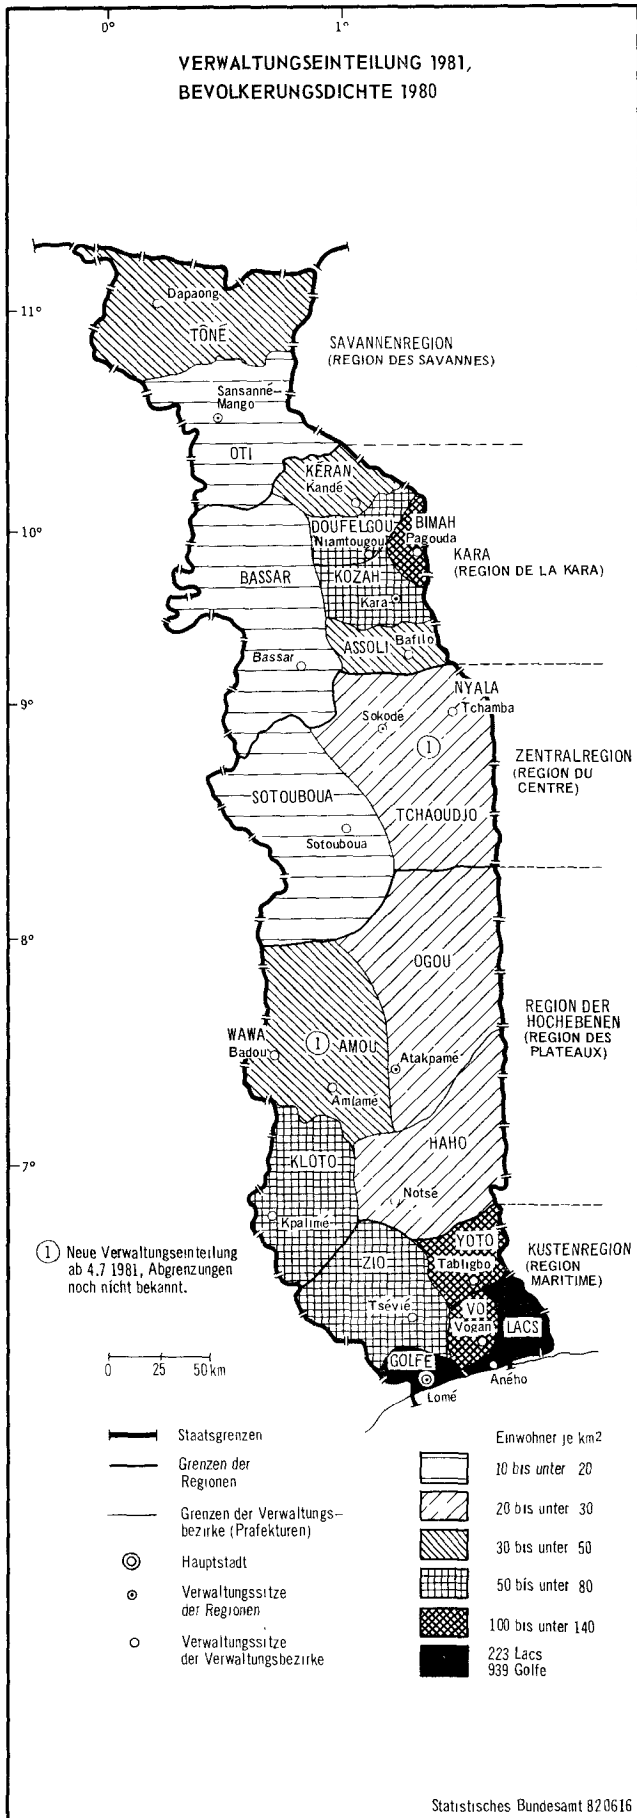 0°
1°
VERWALTUNGSEINTEILUNG 1981,
BEVOLKERUNGSDICHTE 1980
Dapaong
11°
TÔNÉ
SAVANNENREGION
(REGION DES SAVANNES)
Sansanné-
Mango
OTI
KÉRAN
Kandé
DOUFELGOU
Niamtougou
BIMAH
Pagouda
10°
KARA
(REGION DE LA KARA)
BASSAR
KOZAH
Kara
ASSOLI
Bafilo
Bassar
NYALA
Tchamba
9°
Sokodé
1
ZENTRALREGION
(REGION DU
CENTRE)
SOTOUBOUA
TCHAOUDJO
Sotouboua
8°
OGOU
REGION DER
HOCHEBENEN
(REGION DES
PLATEAUX)
WAWA
Badou
1
AMOU
Atakpamé
Amlamé
HAHO
7°
KLOTO
Notsé
Kpalimé
YOTO
Tabligbo
KUSTENREGION
(REGION
MARITIME)
1 Neue Verwaltungseinteilung
ab 4.7 1981, Abgrenzungen
noch nicht bekannt.
ZIO
Tsévié
VO
Vogan
LACS
GOLFE
Aného
Lomé
0 25 50 km
Staatsgrenzen
Grenzen der
Regionen
Grenzen der Verwaltungs-
bezirke (Prafekturen)
Hauptstadt
Verwaltungssitze
der Regionen
Verwaltungssitze
der Verwaltungsbezirke
Einwohner je km2
10 bis unter 20
20 bis unter 30
30 bis unter 50
50 bis unter 80
100 bis unter 140
223 Lacs
939 Golfe
Statistisches Bundesamt 820616